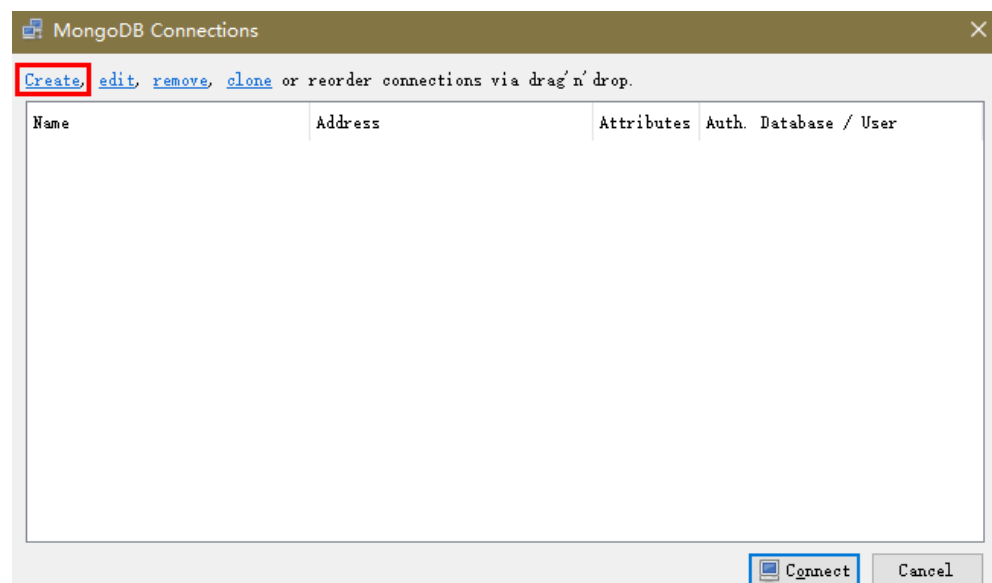 MongoDB Connections
Create, edit, remove, clone or reorder connections via drag'n'drop.
Name Address Attributes Auth. Database / User
Connect Cancel